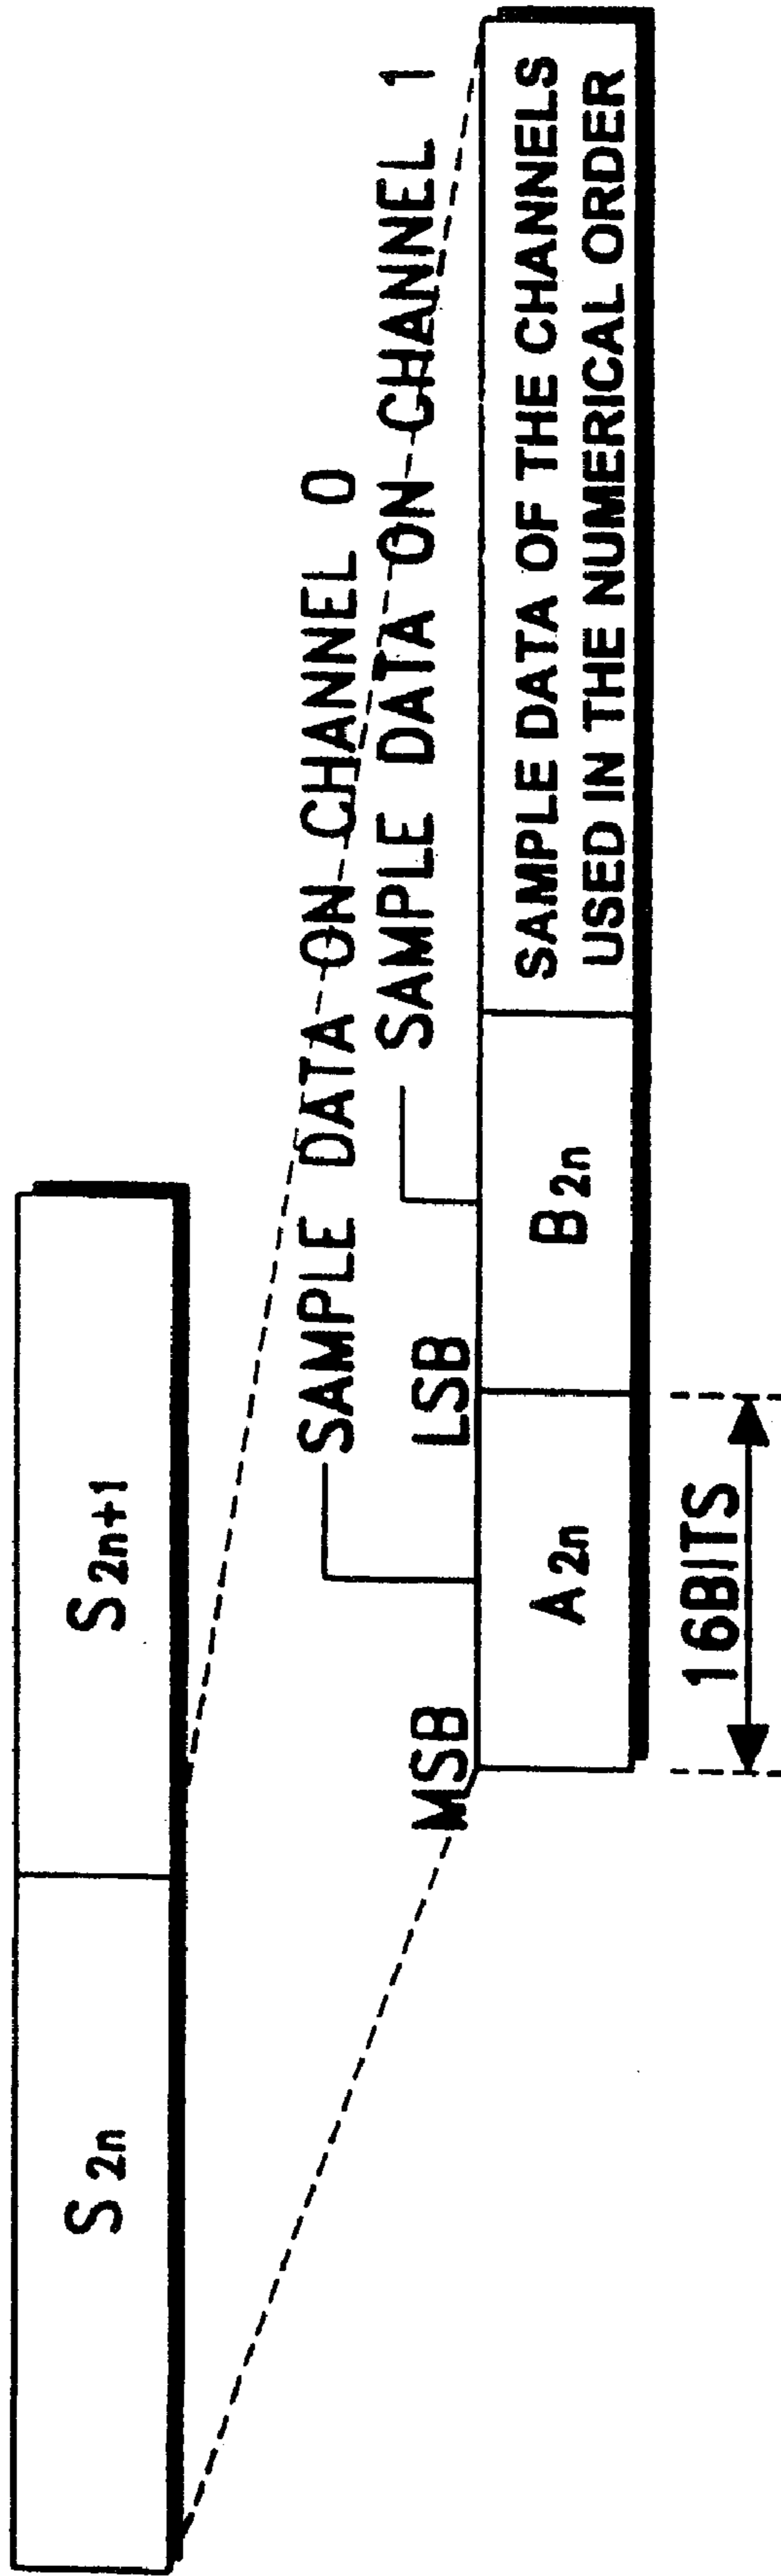 S2n
S2n+1
SAMPLE DATA ON CHANNEL 0
SAMPLE DATA ON CHANNEL 1
MSB
LSB
A2n
B2n
SAMPLE DATA OF THE CHANNELS
USED IN THE NUMERICAL ORDER
16BITS